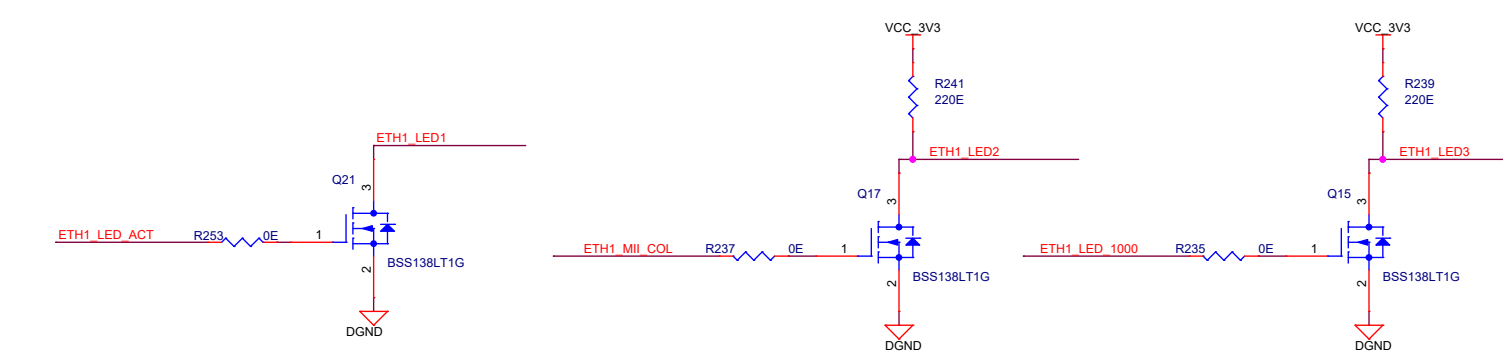 VCC_3V3
VCC_3V3
R241
220E
R239
220E
ETH1_LED1
ETH1_LED2
ETH1_LED3
Q21
3
Q17
3
Q15
3
ETH1_LED_ACT
R253
0E
1
ETH1_MII_COL
R237
0E
1
ETH1_LED_1000
R235
0E
1
BSS138LT1G
2
BSS138LT1G
2
BSS138LT1G
2
DGND
DGND
DGND